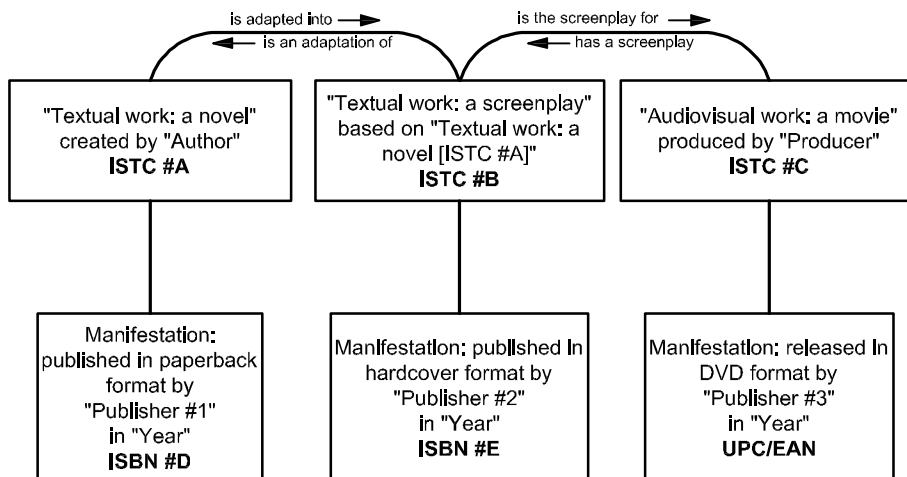 is adapted into
is an adaptation of
is the screenplay for
has a screenplay
"Textual work: a novel"
created by "Author"
ISTC #A
"Textual work: a screenplay"
based on "Textual work: a
novel [ISTC #A]"
ISTC #B
"Audiovisual work: a movie"
produced by "Producer"
ISTC #C
Manifestation:
published in paperback
format by
"Publisher #1"
in "Year"
ISBN #D
Manifestation: published in
hardcover format by
"Publisher #2"
in "Year"
ISBN #E
Manifestation: released in
DVD format by
"Publisher #3"
in "Year"
UPC/EAN